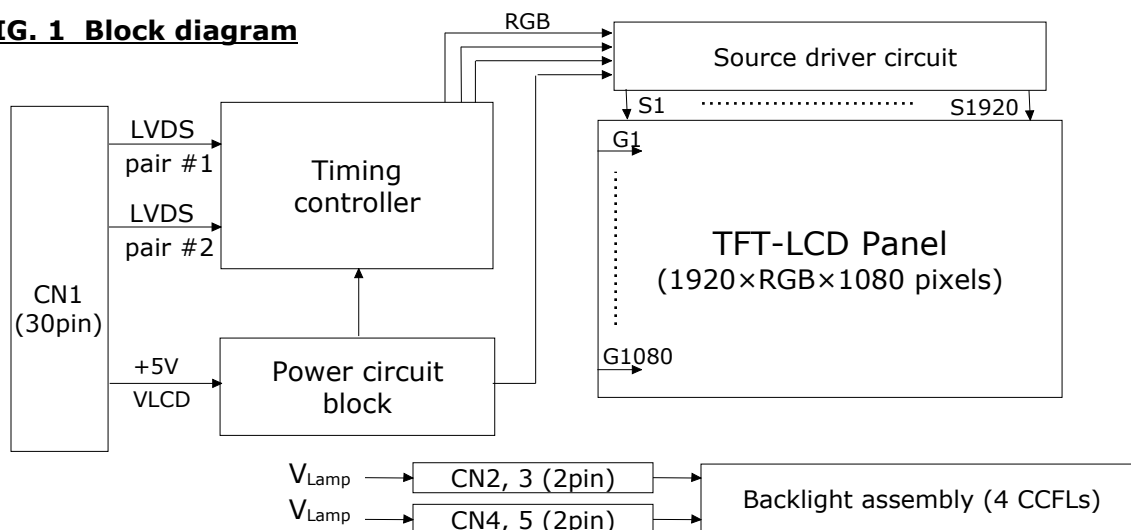 IG. 1 Block diagram
RGB
Source driver circuit
S1
S1920
LVDS
pair #1
LVDS
pair #2
Timing
controller
G1
TFT-LCD Panel
(1920×RGB×1080 pixels)
G1080
CN1
(30pin)
+5V
VLCD
Power circuit
block
VLamp
CN2, 3 (2pin)
VLamp
CN4, 5 (2pin)
Backlight assembly (4 CCFLs)